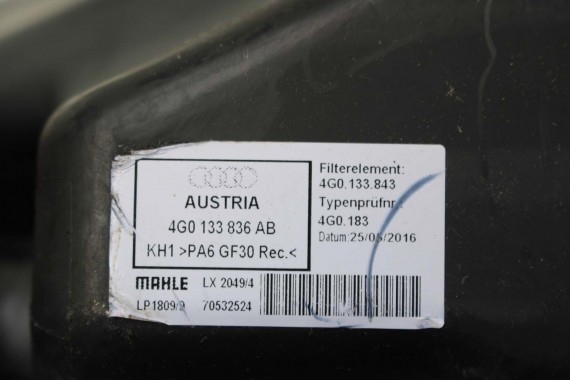 AUSTRIA
4G0 133 836 AB
KH1 >PA6 GF30 Rec.<
Filterelement:
4G0.133.843
Typenprüfnr.
4G0.183
Datum:25/05/2016
MAHLE LX 2049/4
LP1809/9 70532524